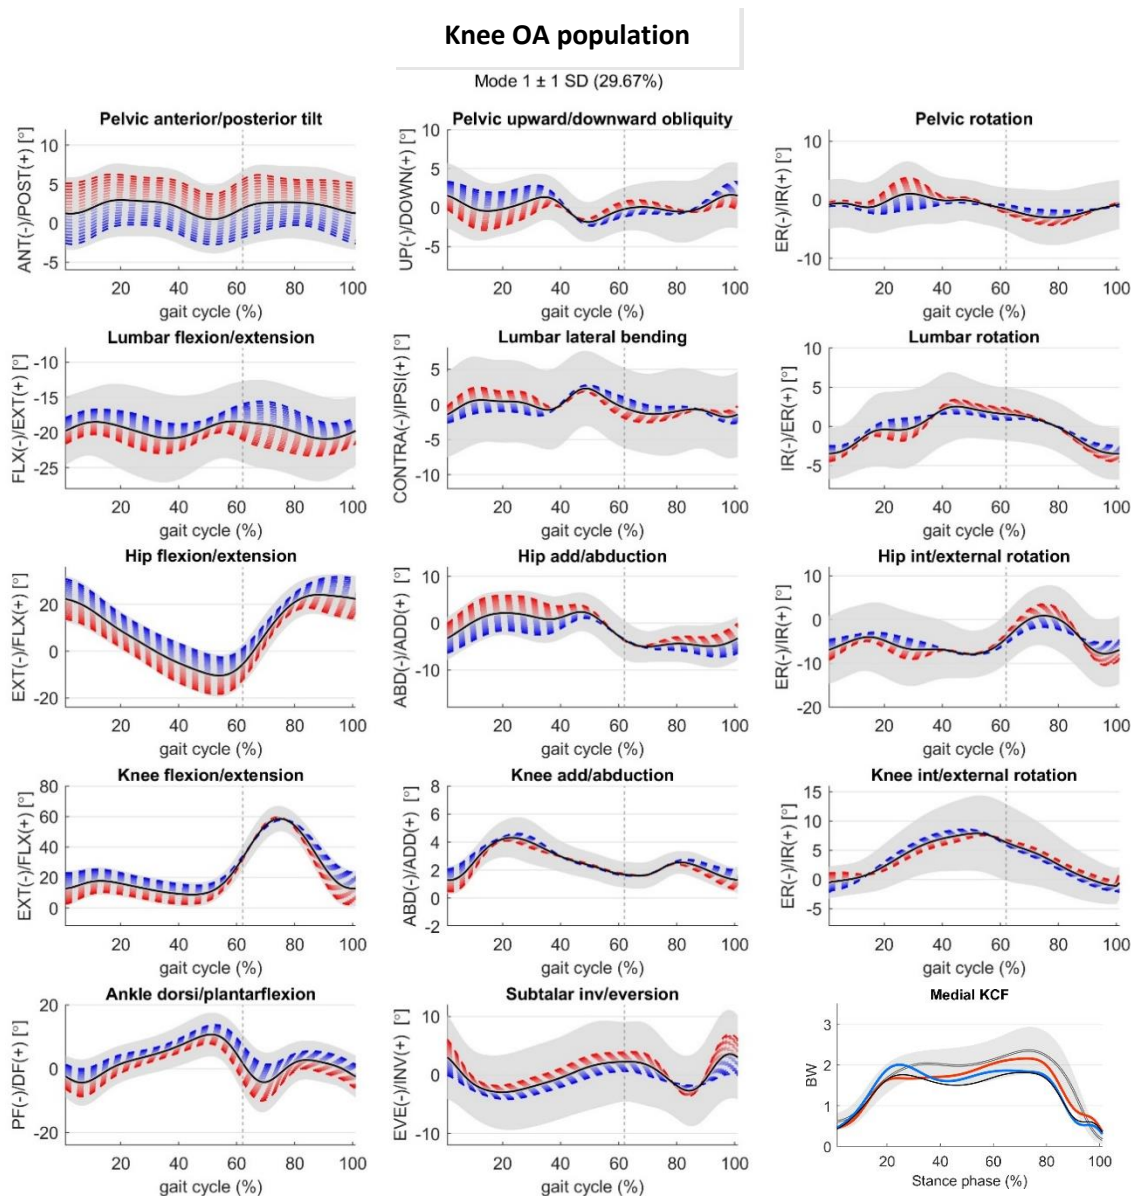 Knee OA population
Mode 1 ± 1 SD (29.67%)
Pelvic anterior/posterior tilt
ANT(-)/POST(+) [°]
10
5
0
-5
20 40 60 80 100
gait cycle (%)
Pelvic upward/downward obliquity
UP(-)/DOWN(+) [°]
10
5
0
-5
20 40 60 80 100
gait cycle (%)
Pelvic rotation
ER(-)/IR(+) [°]
10
0
-10
20 40 60 80 100
gait cycle (%)
Lumbar flexion/extension
FLX(-)/EXT(+) [°]
-10
-15
-20
-25
20 40 60 80 100
gait cycle (%)
Lumbar lateral bending
CONTRA(-)/IPSI(+) [°]
5
0
-5
-10
20 40 60 80 100
gait cycle (%)
Lumbar rotation
IR(-)/ER(+) [°]
10
5
0
-5
20 40 60 80 100
gait cycle (%)
Hip flexion/extension
EXT(-)/FLX(+) [°]
20
0
-20
20 40 60 80 100
gait cycle (%)
Hip add/abduction
ABD(-)/ADD(+) [°]
10
0
-10
20 40 60 80 100
gait cycle (%)
Hip int/external rotation
ER(-)/IR(+) [°]
10
0
-10
-20
20 40 60 80 100
gait cycle (%)
Knee flexion/extension
EXT(-)/FLX(+) [°]
80
60
40
20
0
20 40 60 80 100
gait cycle (%)
Knee add/abduction
ABD(-)/ADD(+) [°]
8
6
4
2
0
-2
20 40 60 80 100
gait cycle (%)
Knee int/external rotation
ER(-)/IR(+) [°]
15
10
5
0
-5
20 40 60 80 100
gait cycle (%)
Ankle dorsi/plantarflexion
PF(-)/DF(+) [°]
20
0
-20
20 40 60 80 100
gait cycle (%)
Subtalar inv/eversion
EVE(-)/INV(+) [°]
10
0
-10
20 40 60 80 100
gait cycle (%)
Medial KCF
BW
3
2
1
0
20 40 60 80 100
Stance phase (%)